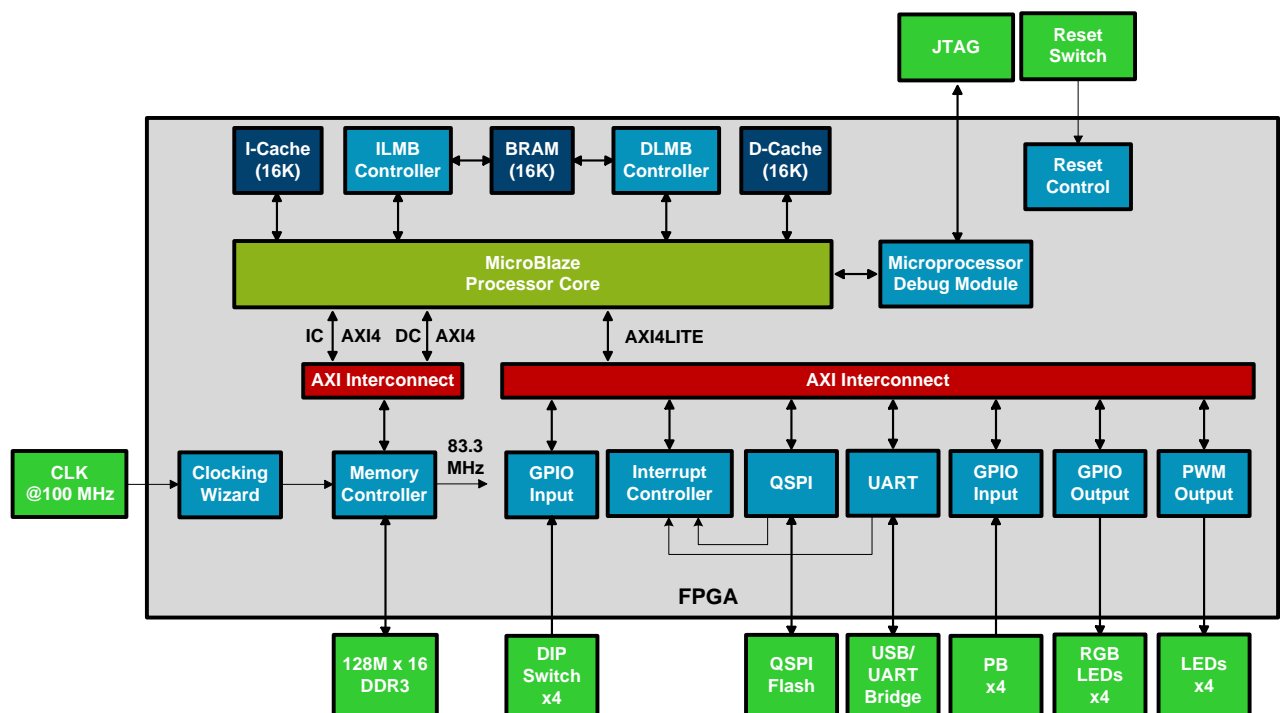 JTAG
Reset
Switch
I-Cache
(16K)
ILMB
Controller
BRAM
(16K)
DLMB
Controller
D-Cache
(16K)
Reset
Control
MicroBlaze
Processor Core
Microprocessor
Debug Module
IC
AXI4
DC
AXI4
AXI4LITE
AXI Interconnect
AXI Interconnect
CLK
@100 MHz
Clocking
Wizard
Memory
Controller
83.3
MHz
GPIO
Input
Interrupt
Controller
QSPI
UART
GPIO
Input
GPIO
Output
PWM
Output
FPGA
128M x 16
DDR3
DIP
Switch
x4
QSPI
Flash
USB/
UART
Bridge
PB
x4
RGB
LEDs
x4
LEDs
x4